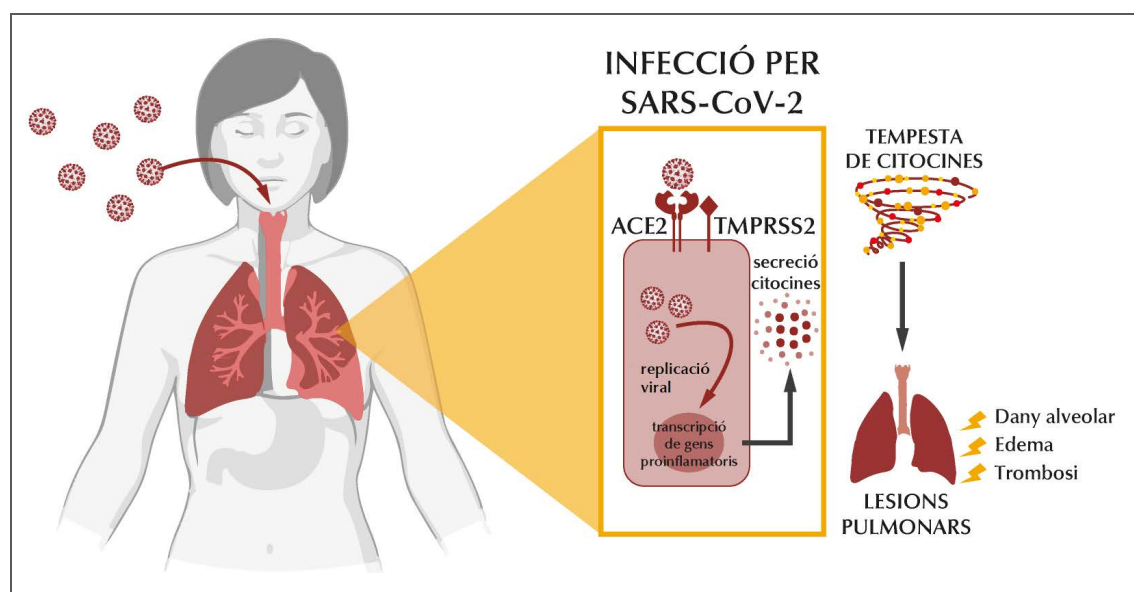 INFECCIÓ PER
SARS-CoV-2
ACE2
TMPRSS2
secreció
citocines
replicació
viral
transcripció
de gens
proinflamatoris
TEMPESTA
DE CITOCINES
Dany alveolar
Edema
Trombosi
LESIONS
PULMONARS